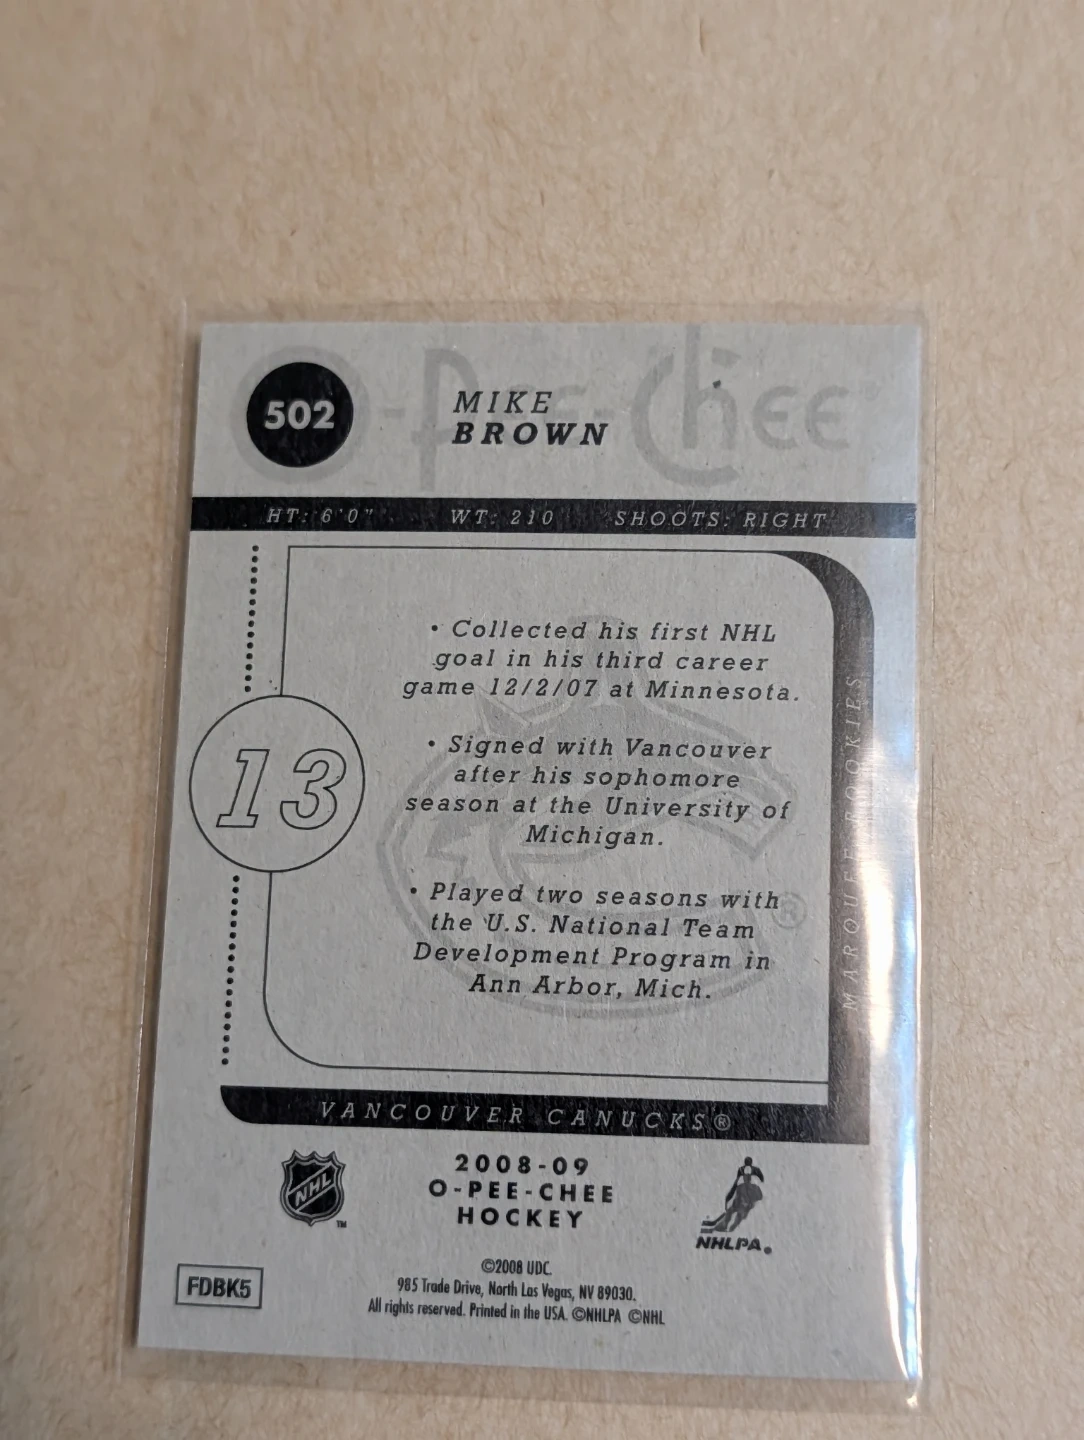 O-Pee-Chee
502
MIKE
BROWN
HT: 6'0" WT: 210 SHOOTS: RIGHT
• Collected his first NHL
goal in his third career
game 12/2/07 at Minnesota.
• Signed with Vancouver
after his sophomore
season at the University of
Michigan.
13
• Played two seasons with
the U.S. National Team
Development Program in
Ann Arbor, Mich.
®
MARQUEE ROOKIES
VANCOUVER CANUCKS®
NHL
TM
2008-09
O-PEE-CHEE
HOCKEY
NHLPA.
FDBK5
©2008 UDC.
985 Trade Drive, North Las Vegas, NV 89030.
All rights reserved. Printed in the USA. ©NHLPA ©NHL